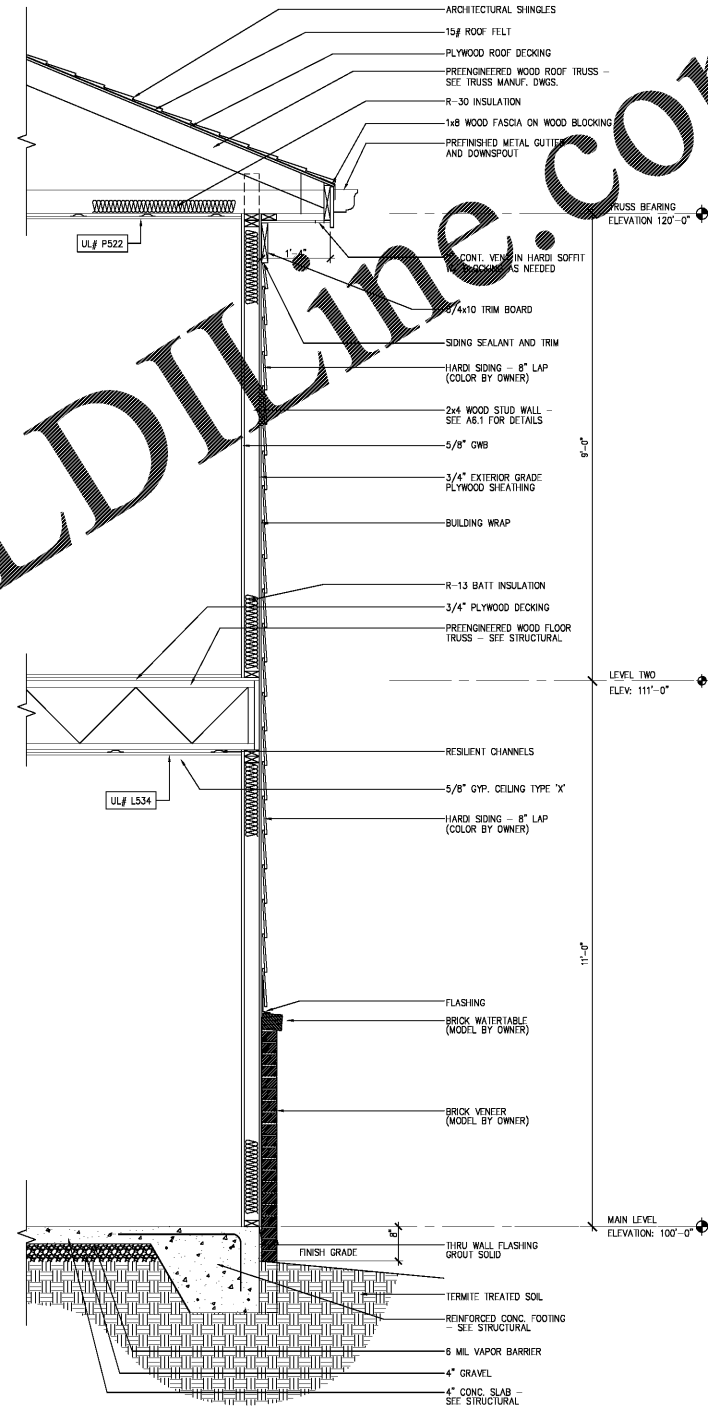 ARCHITECTURAL SHINGLES
15# ROOF FELT
PLYWOOD ROOF DECKING
PREENGINEERED WOOD ROOF TRUSS –
SEE TRUSS MANUF. DWGS.
R-30 INSULATION
1x8 WOOD FASCIA ON WOOD BLOCKING
PREFINISHED METAL GUTTER
AND DOWNSPOUT
TRUSS BEARING
ELEVATION 120'-0"
UL# P522
CONT. VENT IN HARDI SOFFIT
BLOCKING AS NEEDED
5/4x10 TRIM BOARD
SIDING SEALANT AND TRIM
HARDI SIDING – 8" LAP
(COLOR BY OWNER)
2x4 WOOD STUD WALL –
SEE A6.1 FOR DETAILS
5/8" GWB
9'-0"
3/4" EXTERIOR GRADE
PLYWOOD SHEATHING
BUILDING WRAP
LDILine.co
R-13 BATT INSULATION
3/4" PLYWOOD DECKING
PREENGINEERED WOOD FLOOR
TRUSS – SEE STRUCTURAL
LEVEL TWO
ELEV: 111'-0"
RESILIENT CHANNELS
5/8" GYP. CEILING TYPE 'X'
UL# L534
HARDI SIDING – 8" LAP
(COLOR BY OWNER)
11'-0"
FLASHING
BRICK WATERTABLE
(MODEL BY OWNER)
BRICK VENEER
(MODEL BY OWNER)
MAIN LEVEL
ELEVATION: 100'-0"
8"
FINISH GRADE
THRU WALL FLASHING
GROUT SOLID
TERMITE TREATED SOIL
REINFORCED CONC. FOOTING
– SEE STRUCTURAL
6 MIL VAPOR BARRIER
4" GRAVEL
4" CONC. SLAB –
SEE STRUCTURAL